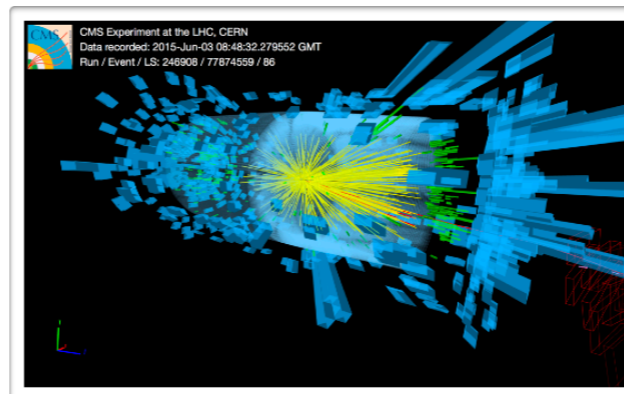 CMS
CMS Experiment at the LHC, CERN
Data recorded: 2015-Jun-03 08:48:32.279552 GMT
Run / Event / LS: 246908 / 77874559 / 86